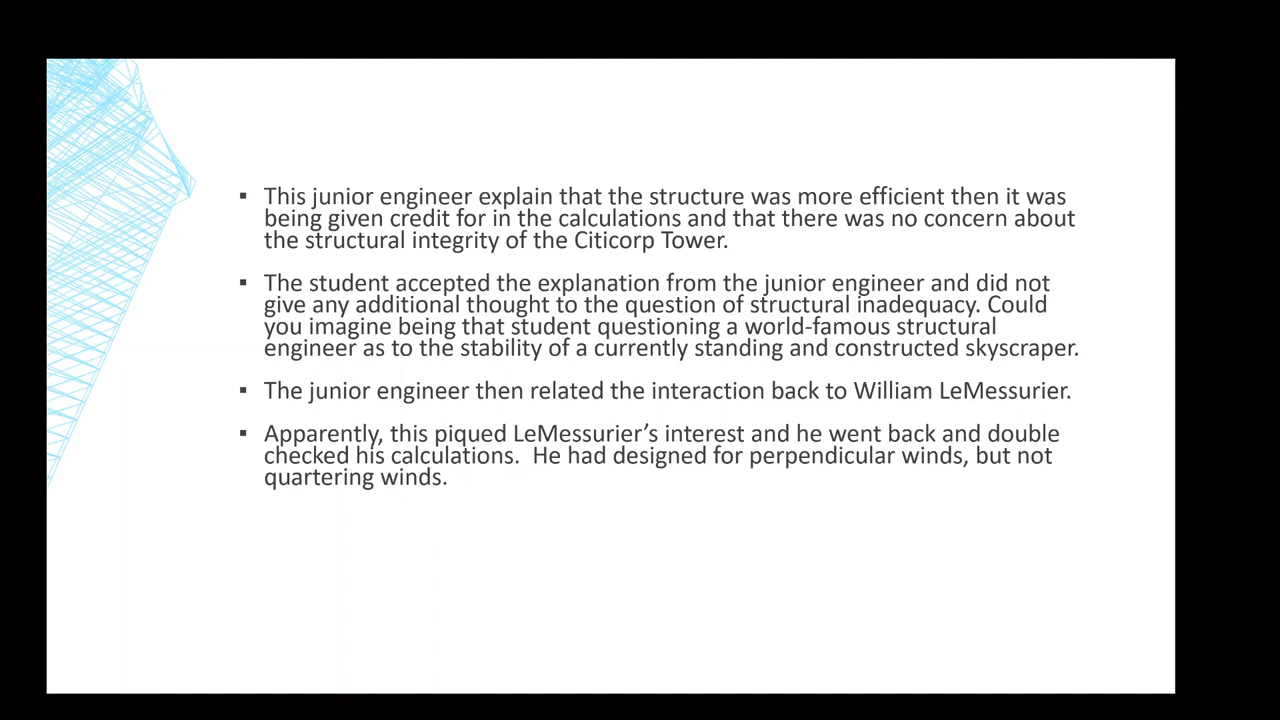 ▪ This junior engineer explain that the structure was more efficient then it was
being given credit for in the calculations and that there was no concern about
the structural integrity of the Citicorp Tower.
▪ The student accepted the explanation from the junior engineer and did not
give any additional thought to the question of structural inadequacy. Could
you imagine being that student questioning a world-famous structural
engineer as to the stability of a currently standing and constructed skyscraper.
▪ The junior engineer then related the interaction back to William LeMessurier.
▪ Apparently, this piqued LeMessurier’s interest and he went back and double
checked his calculations.  He had designed for perpendicular winds, but not
quartering winds.